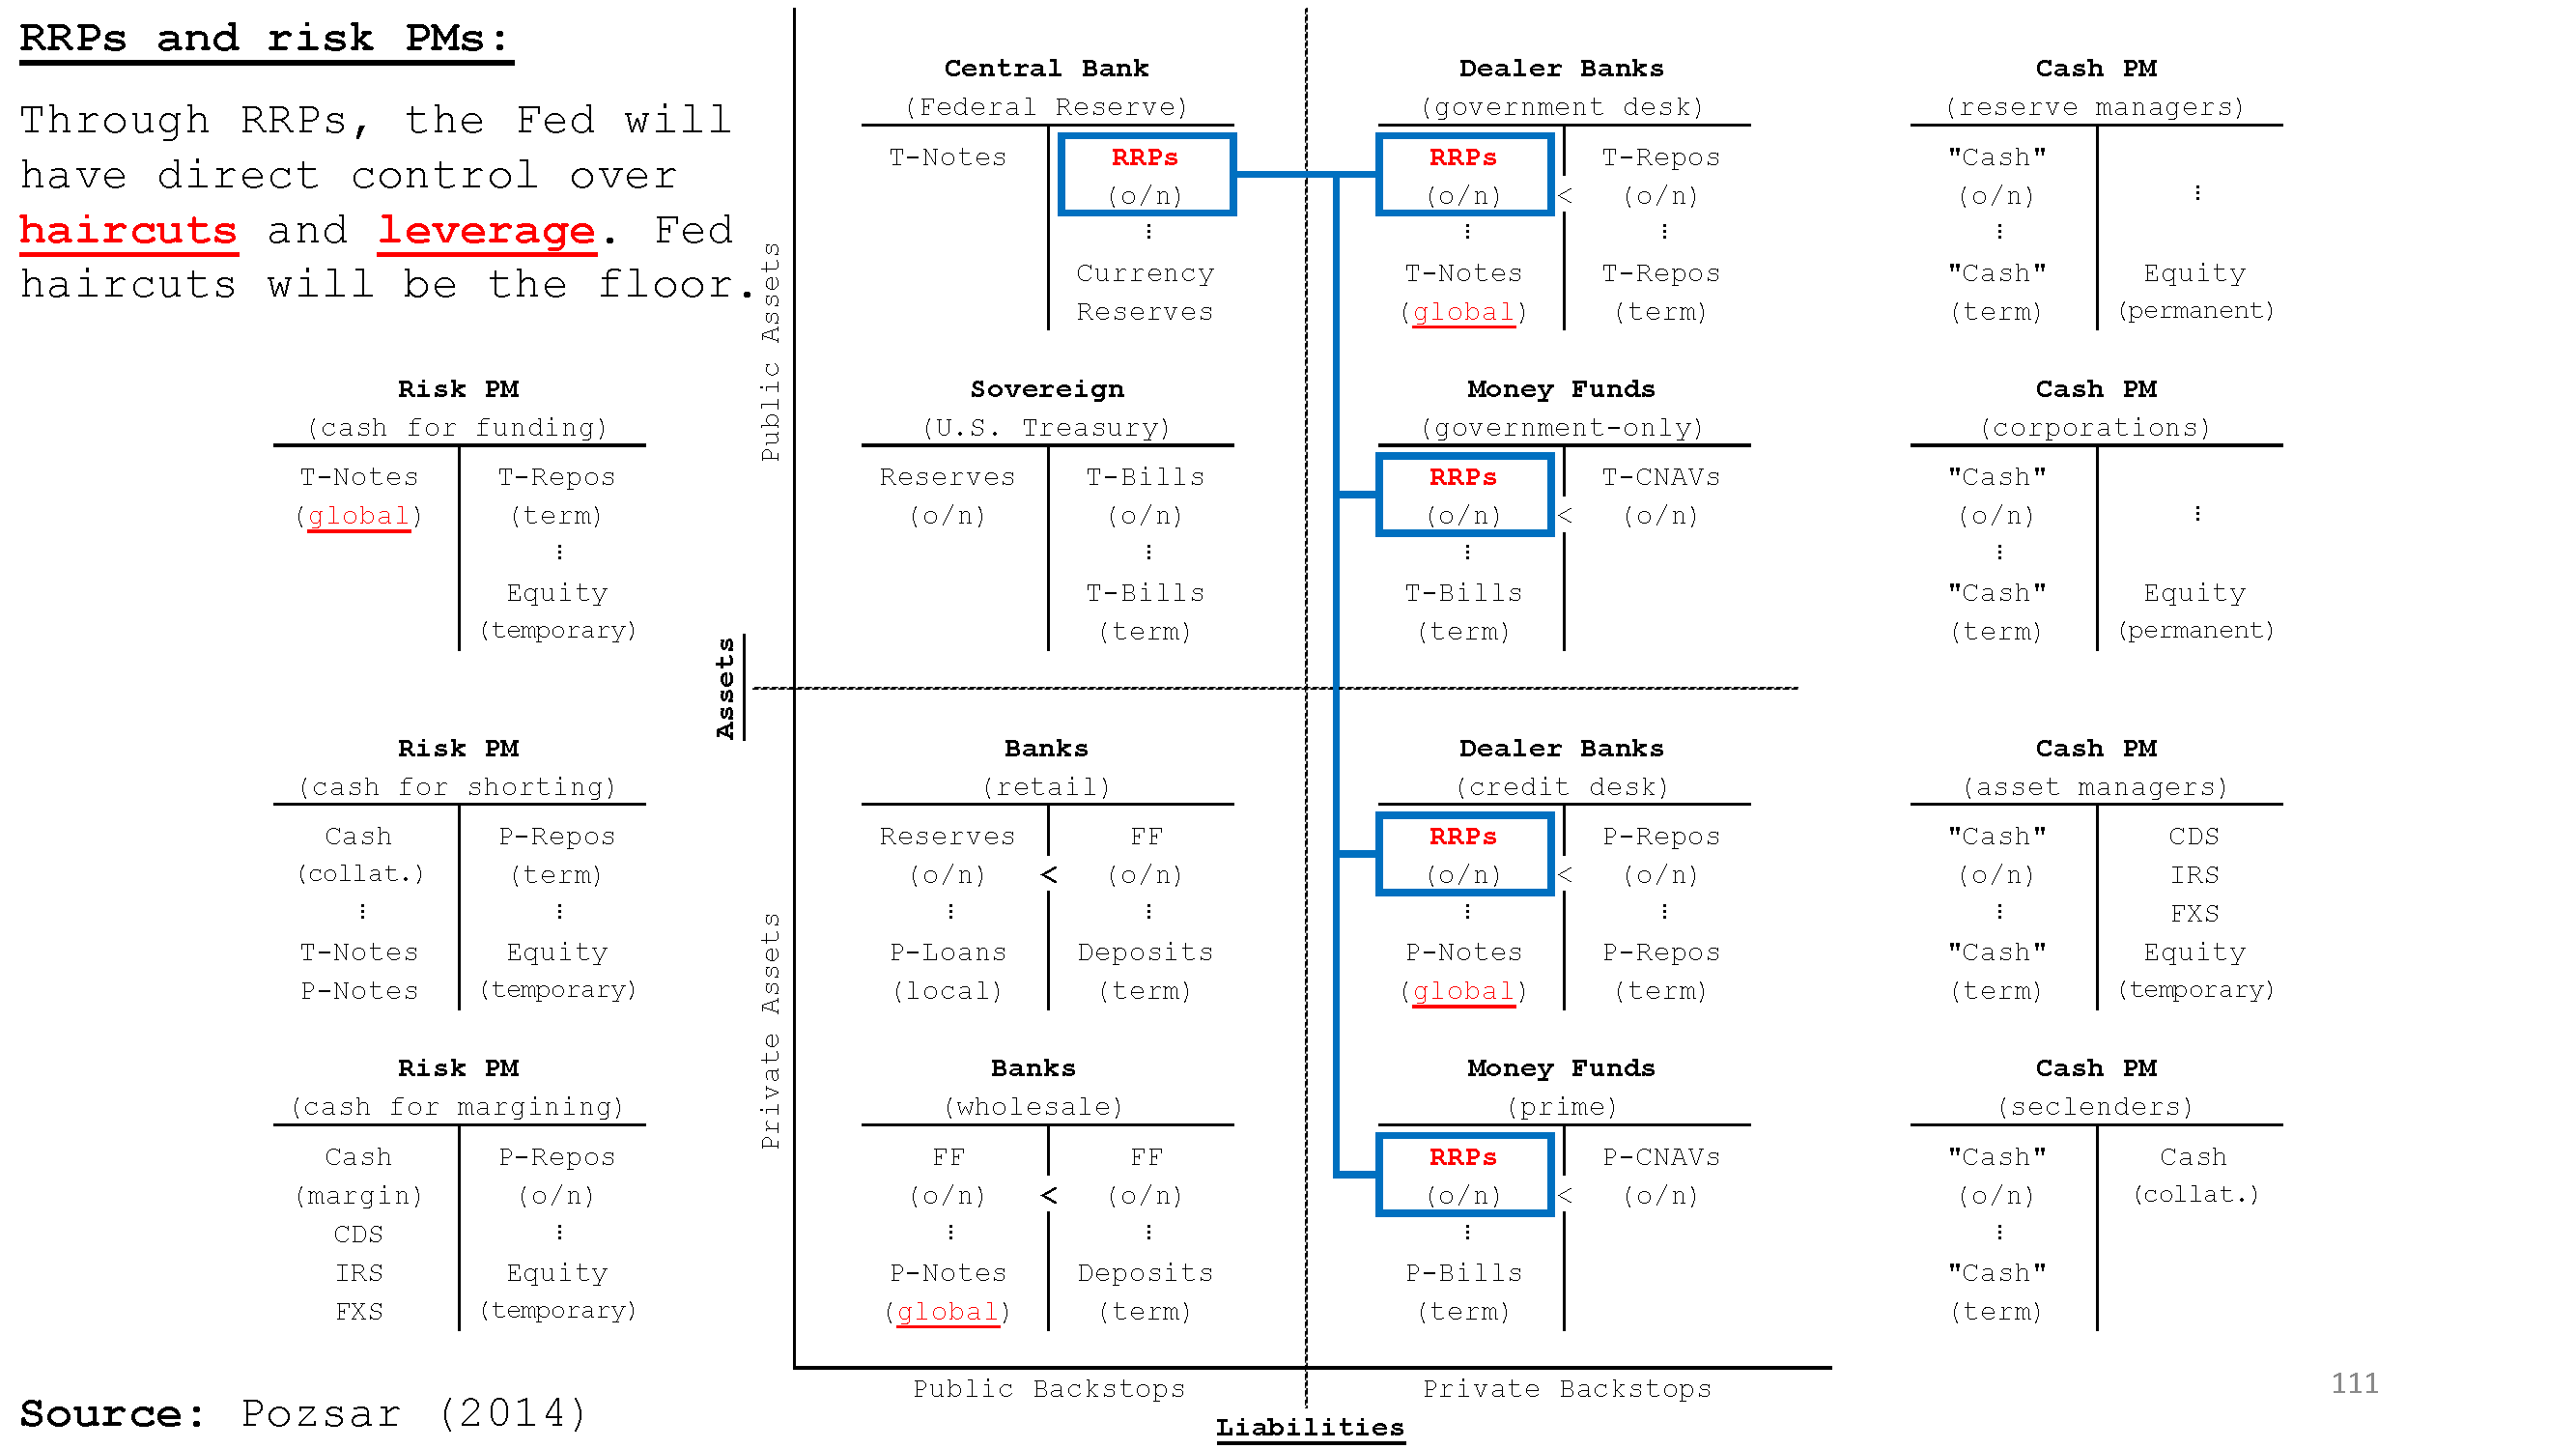 RRPs and risk PMs:
Through RRPs, the Fed will
have direct control over
haircuts and leverage. Fed
haircuts will be the floor.
Central Bank
(Federal Reserve)
T-Notes
RRPs
(o/n)
⋮
Currency
Reserves
Dealer Banks
(government desk)
RRPs
(o/n)
⋮
T-Notes
(global)
<
T-Repos
(o/n)
⋮
T-Repos
(term)
Cash PM
(reserve managers)
"Cash"
(o/n)
⋮
"Cash"
(term)
⋮
Equity
(permanent)
Public Assets
Risk PM
(cash for funding)
T-Notes
(global)
T-Repos
(term)
⋮
Equity
(temporary)
Sovereign
(U.S. Treasury)
Reserves
(o/n)
T-Bills
(o/n)
⋮
T-Bills
(term)
Money Funds
(government-only)
RRPs
(o/n)
⋮
T-Bills
(term)
<
T-CNAVs
(o/n)
Cash PM
(corporations)
"Cash"
(o/n)
⋮
"Cash"
(term)
⋮
Equity
(permanent)
Assets
Risk PM
(cash for shorting)
Cash
(collat.)
⋮
T-Notes
P-Notes
P-Repos
(term)
⋮
Equity
(temporary)
Private Assets
Banks
(retail)
Reserves
(o/n)
⋮
P-Loans
(local)
<
FF
(o/n)
⋮
Deposits
(term)
Dealer Banks
(credit desk)
RRPs
(o/n)
⋮
P-Notes
(global)
<
P-Repos
(o/n)
⋮
P-Repos
(term)
Cash PM
(asset managers)
"Cash"
(o/n)
⋮
"Cash"
(term)
CDS
IRS
FXS
Equity
(temporary)
Risk PM
(cash for margining)
Cash
(margin)
CDS
IRS
FXS
P-Repos
(o/n)
⋮
Equity
(temporary)
Banks
(wholesale)
FF
(o/n)
⋮
P-Notes
(global)
<
FF
(o/n)
⋮
Deposits
(term)
Money Funds
(prime)
RRPs
(o/n)
⋮
P-Bills
(term)
<
P-CNAVs
(o/n)
Cash PM
(seclenders)
"Cash"
(o/n)
⋮
"Cash"
(term)
Cash
(collat.)
Public Backstops
Private Backstops
Liabilities
Source: Pozsar (2014)
111